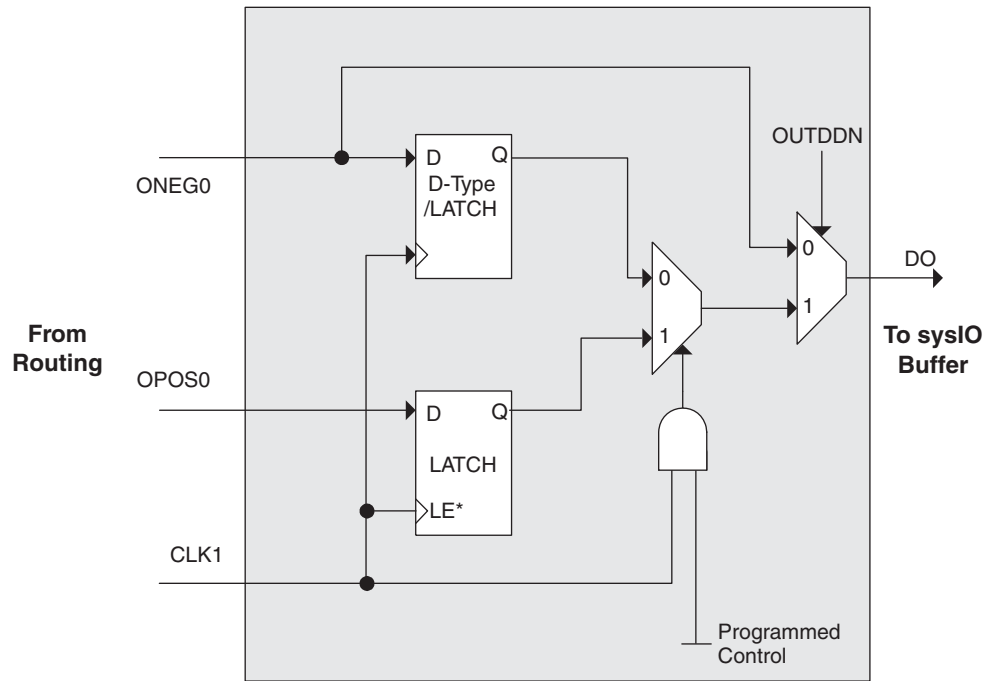 OUTDDN
ONEG0
D
Q
D-Type
/LATCH
0
DO
0
1
1
From
Routing
To sysIO
Buffer
OPOS0
D
Q
LATCH
LE*
CLK1
Programmed
Control